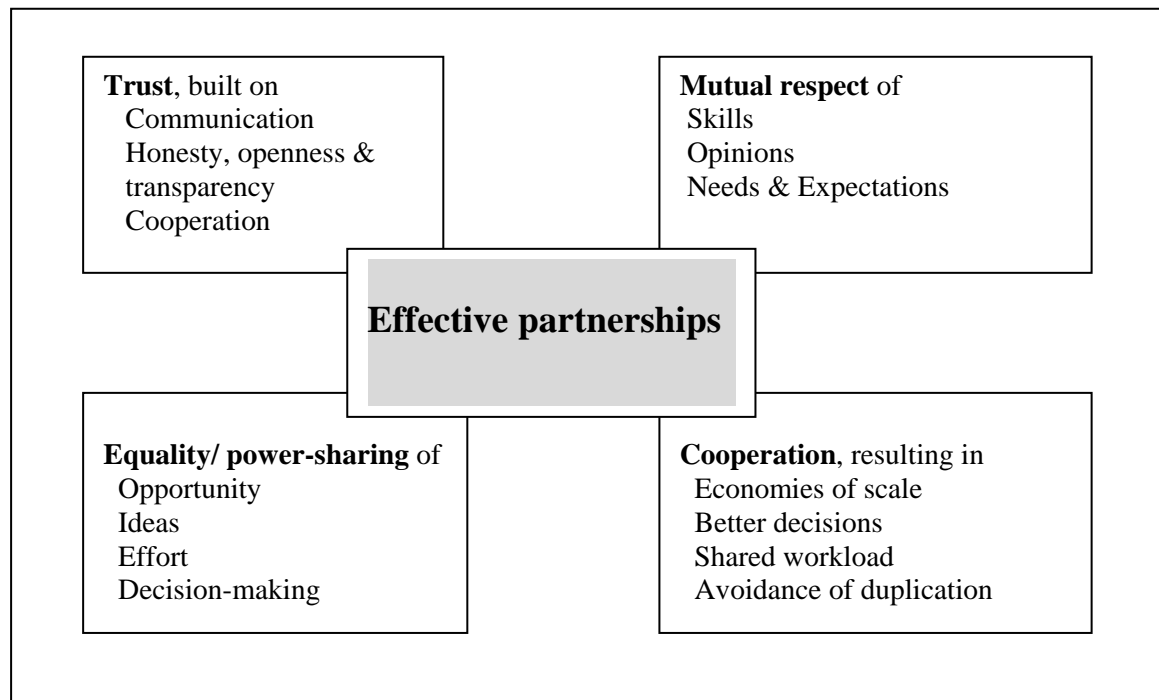 Trust, built on
Communication
Honesty, openness &
transparency
Cooperation
Mutual respect of
Skills
Opinions
Needs & Expectations
Effective partnerships
Equality/ power-sharing of
Opportunity
Ideas
Effort
Decision-making
Cooperation, resulting in
Economies of scale
Better decisions
Shared workload
Avoidance of duplication